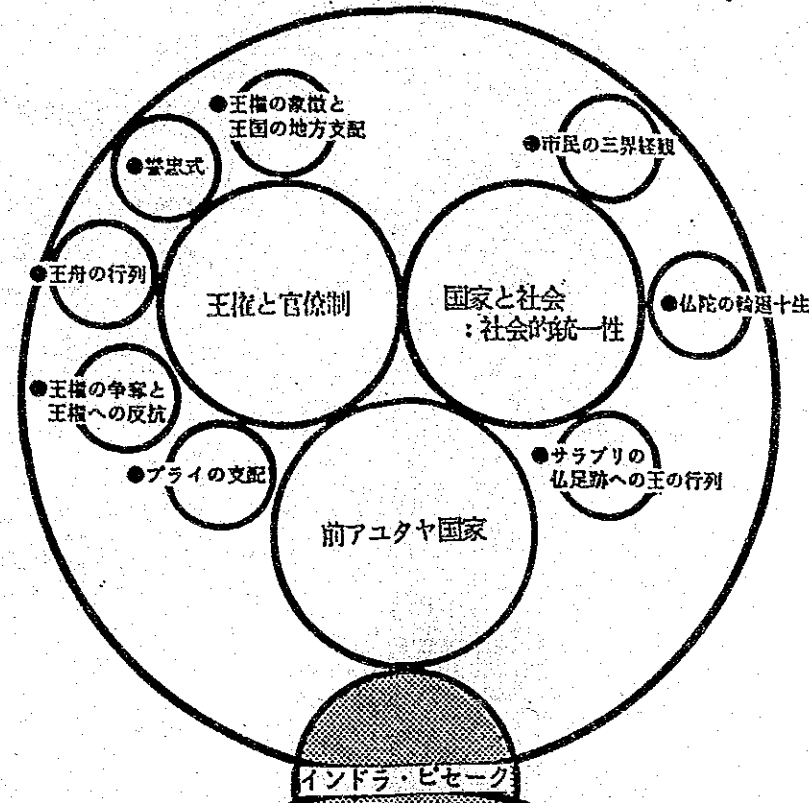 ●王権の象徴と
王国の地方支配
●誓忠式
●市民の三界経観
●王舟の行列
王権と官僚制
国家と社会
：社会的統一性
●仏陀の輪廻十生
●王権の争奪と
王権への反抗
●プライの支配
●サラブリの
仏足跡への王の行列
前アユタヤ国家
インドラ・ピセーク